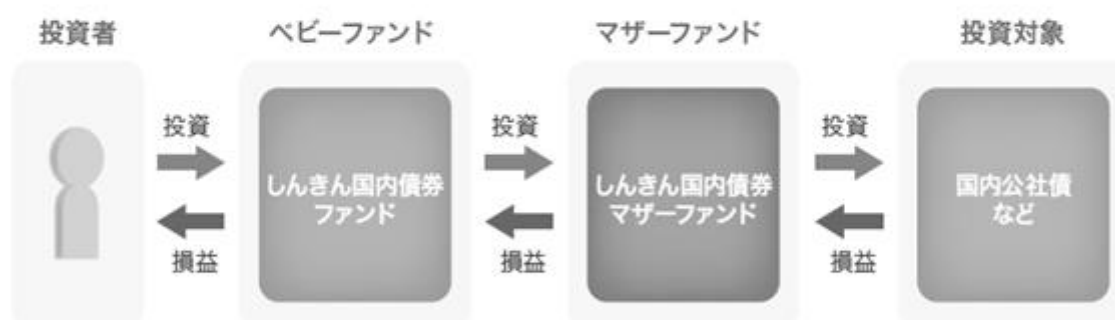 投資者
ベビーファンド
マザーファンド
投資対象
投資
投資
投資
しんきん国内債券
ファンド
しんきん国内債券
マザーファンド
国内公社債
など
損益
損益
損益